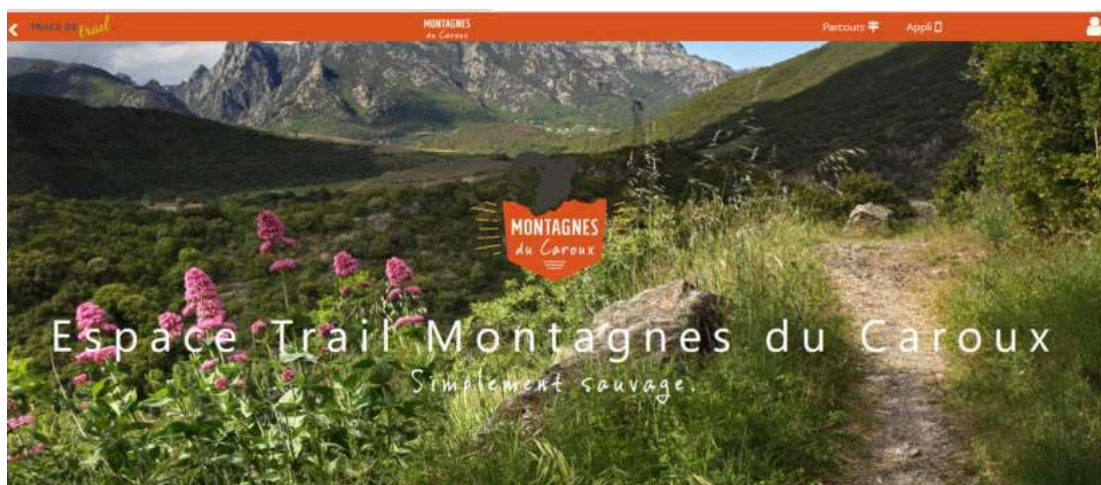 TRACE DE trail
MONTAGNES
du Caroux
Parcours
Appli
MONTAGNES
du Caroux
Espace Trail Montagnes du Caroux
Simplement sauvage.